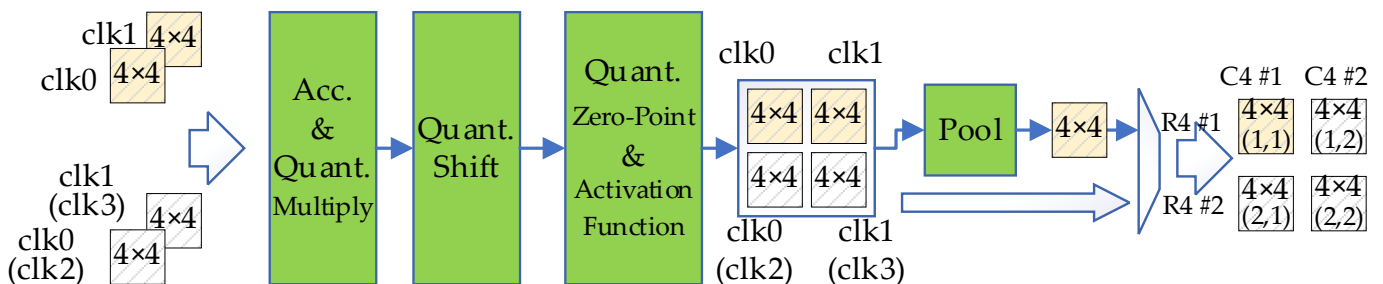 clk1
4×4
clk0
4×4
clk1
(clk3)
4×4
clk0
(clk2)
4×4
Acc.
&
Quant.
Multiply
Quant.
Shift
Quant.
Zero-Point
&
Activation
Function
clk0
clk1
4×4
4×4
4×4
4×4
clk0
(clk2)
clk1
(clk3)
Pool
4×4
C4 #1
C4 #2
R4 #1
4×4
(1,1)
4×4
(1,2)
R4 #2
4×4
(2,1)
4×4
(2,2)